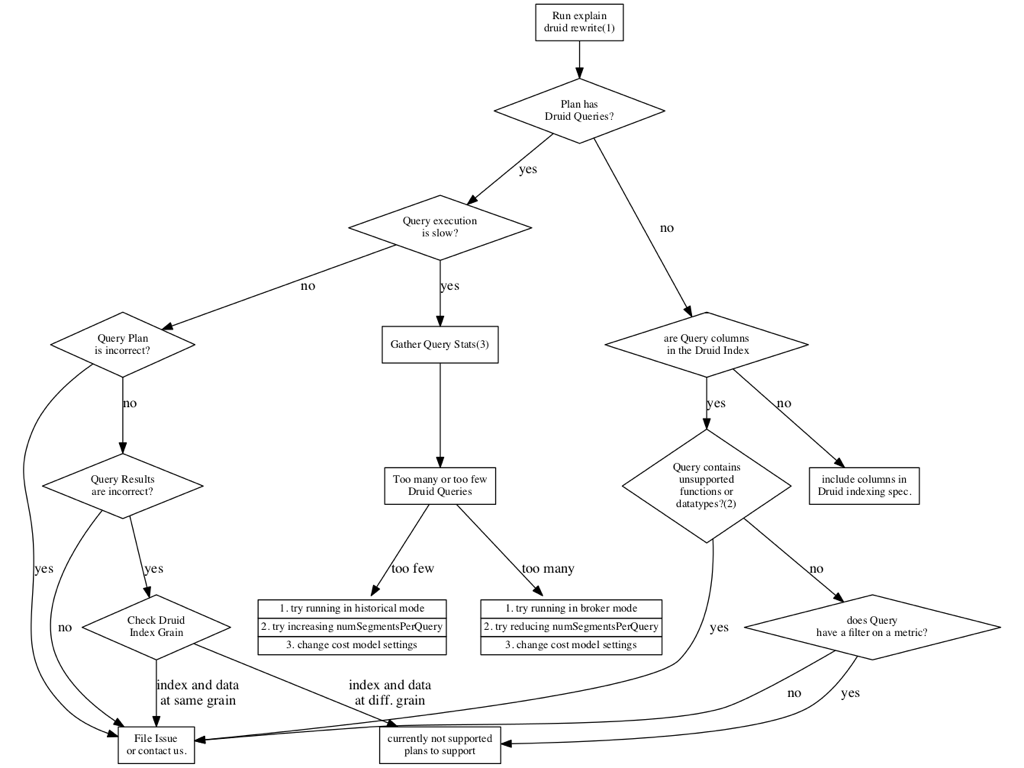 Run explain
druid rewrite(1)
Plan has
Druid Queries?
yes
no
Query execution
is slow?
no
yes
Query Plan
is incorrect?
Gather Query Stats(3)
are Query columns
in the Druid Index
no
yes
no
Query Results
are incorrect?
Too many or too few
Druid Queries
Query contains
unsupported
functions or
datatypes?(2)
include columns in
Druid indexing spec.
yes
yes
too few
too many
no
Check Druid
Index Grain
1. try running in historical mode
2. try increasing numSegmentsPerQuery
3. change cost model settings
1. try running in broker mode
2. try reducing numSegmentsPerQuery
3. change cost model settings
does Query
have a filter on a metric?
no
yes
index and data
at same grain
index and data
at diff. grain
no
yes
File Issue
or contact us.
currently not supported
plans to support